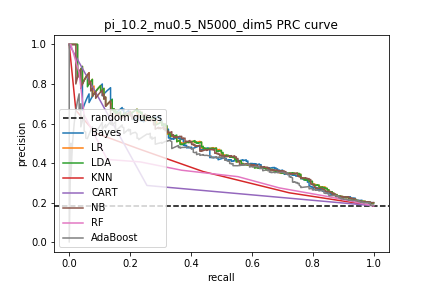 pi_10.2_mu0.5_N5000_dim5 PRC curve
1.0
0.8
0.6
0.4
0.2
0.0
precision
random guess
Bayes
LR
LDA
KNN
CART
NB
RF
AdaBoost
0.0 0.2 0.4 0.6 0.8 1.0
recall